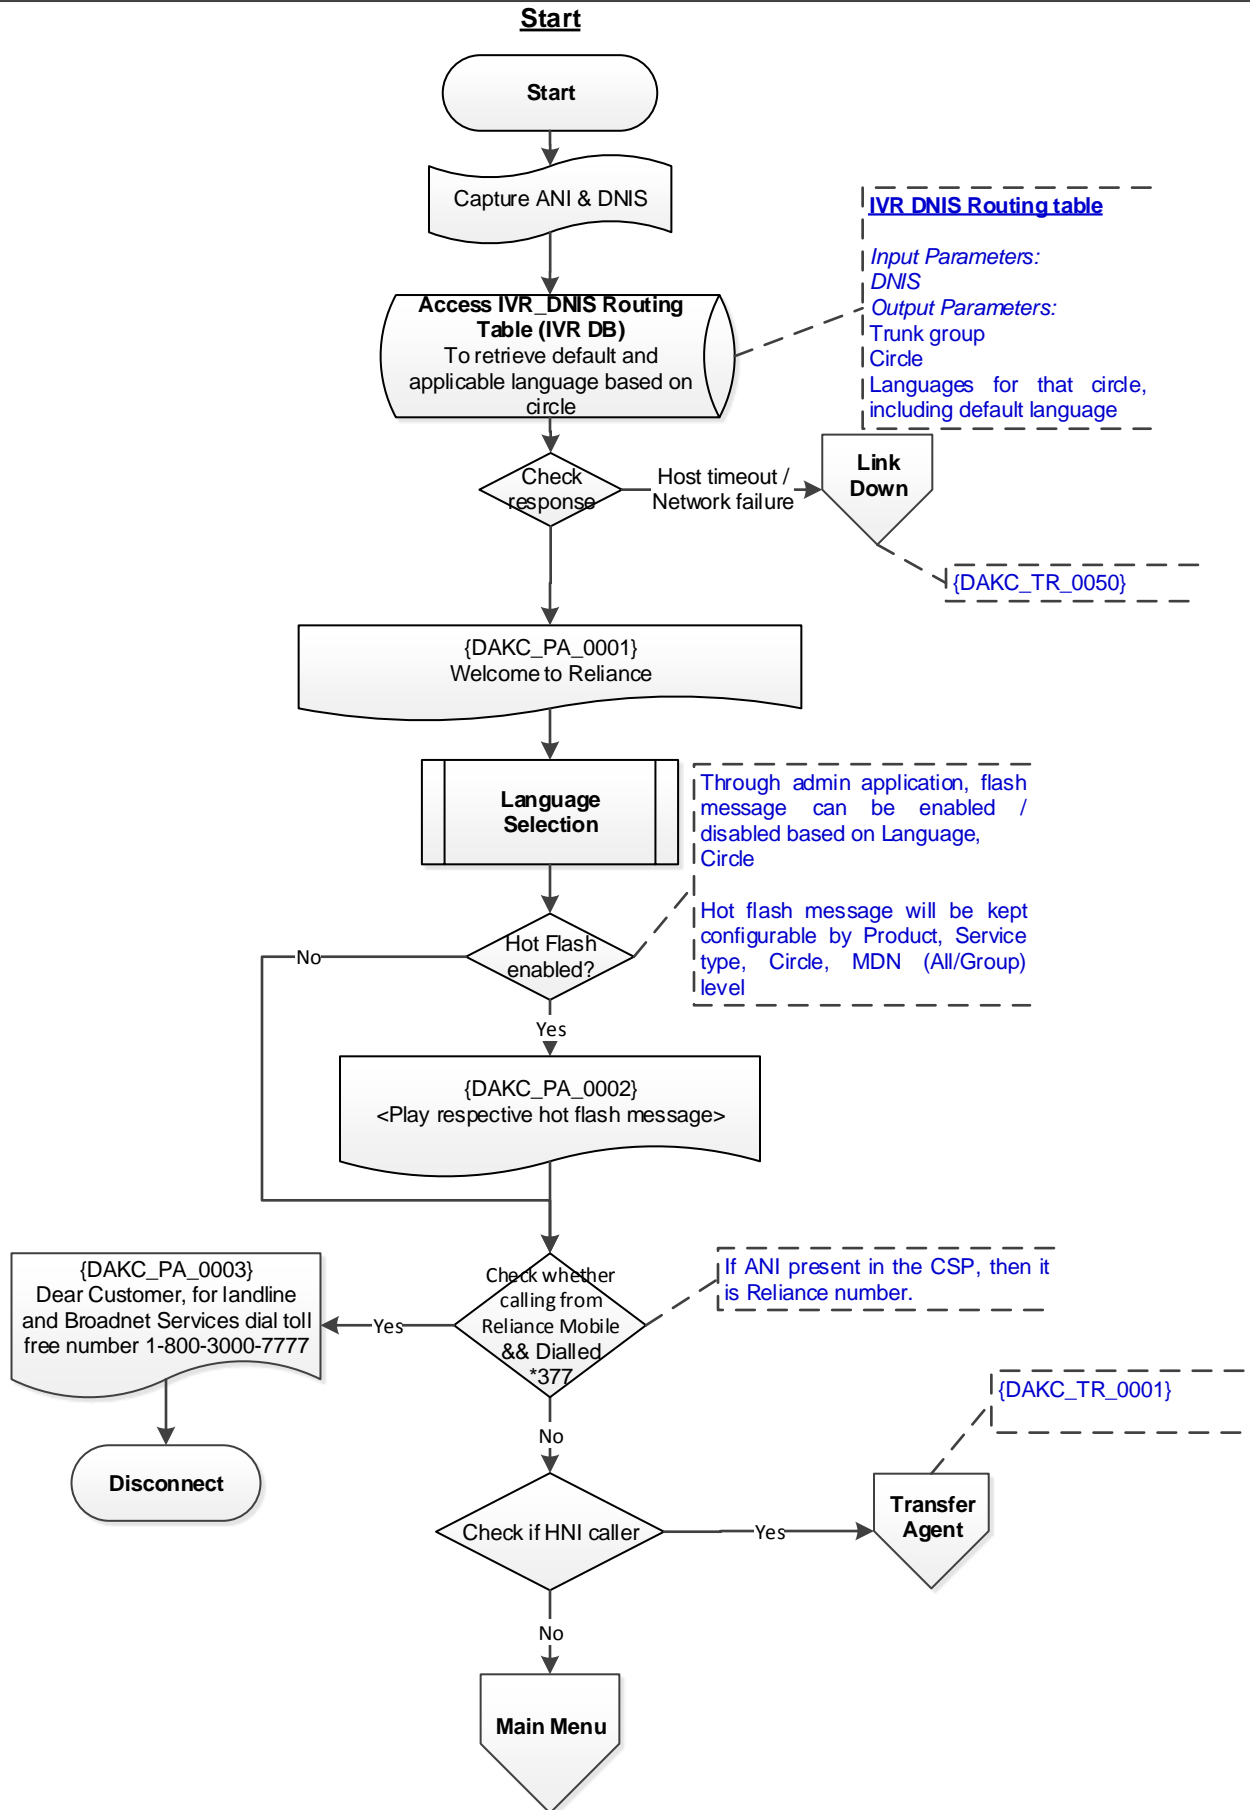 Start
Start
Capture ANI & DNIS
IVR DNIS Routing table
Input Parameters:
DNIS
Output Parameters:
Trunk group
Circle
Languages for that circle,
including default language
Access IVR_DNIS Routing
Table (IVR DB)
To retrieve default and
applicable language based on
circle
Check
response
Host timeout /
Network failure
Link
Down
{DAKC_TR_0050}
{DAKC_PA_0001}
Welcome to Reliance
Language
Selection
Through admin application, flash
message can be enabled /
disabled based on Language,
Circle
Hot flash message will be kept
configurable by Product, Service
type, Circle, MDN (All/Group)
level
Hot Flash
enabled?
No
Yes
{DAKC_PA_0002}
<Play respective hot flash message>
{DAKC_PA_0003}
Dear Customer, for landline
and Broadnet Services dial toll
free number 1-800-3000-7777
Yes
Check whether
calling from
Reliance Mobile
&& Dialled
*377
If ANI present in the CSP, then it
is Reliance number.
Disconnect
No
{DAKC_TR_0001}
Check if HNI caller
Yes
Transfer
Agent
No
Main Menu